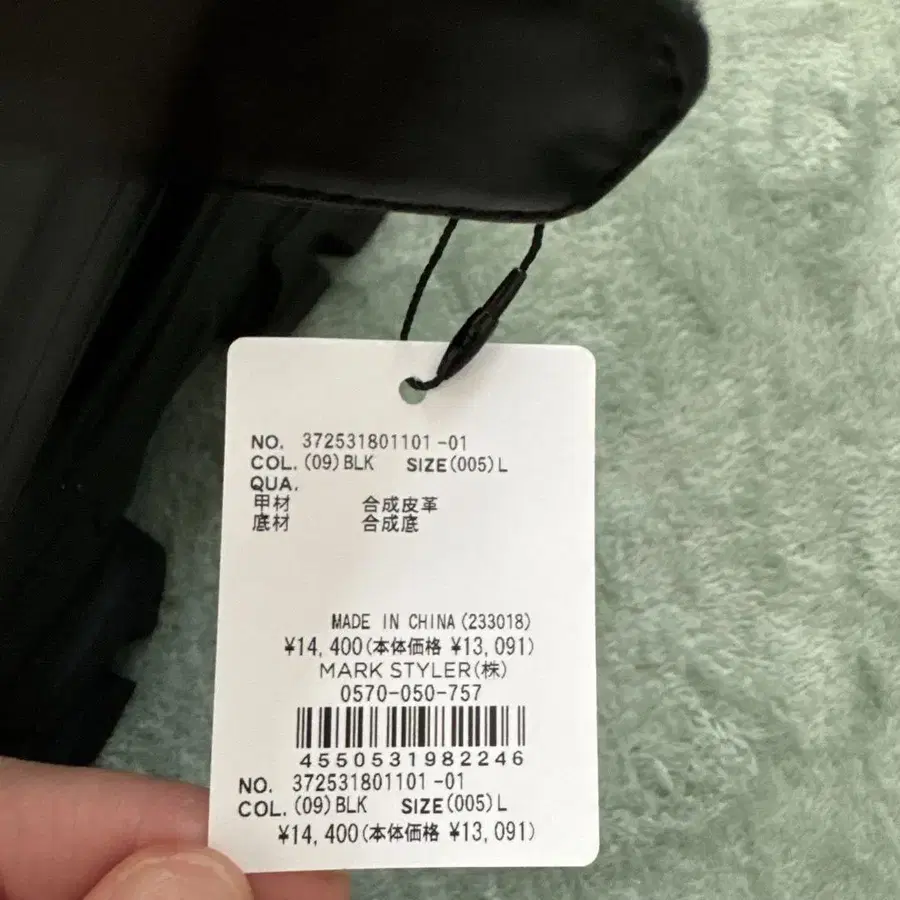 NO. 372531801101-01
COL. (09)BLK SIZE(005)L
QUA.
甲材 合成皮革
底材 合成底
MADE IN CHINA(233018)
¥14,400(本体価格 ¥13,091)
MARK STYLER(株)
0570-050-757
4550531982246
NO. 372531801101-01
COL. (09)BLK SIZE(005)L
¥14,400(本体価格 ¥13,091)